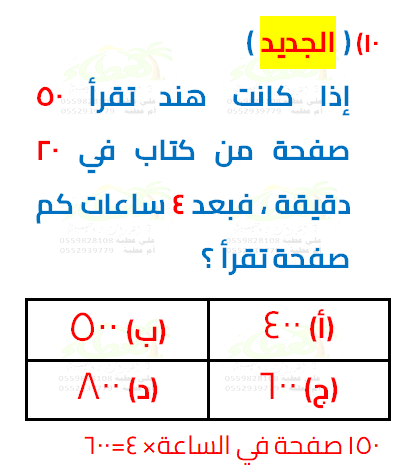 ١٠) ( الجديد )
إذا كانت هند تقرأ ٥٠
صفحة من كتاب في ٢٠
دقيقة ، فبعد ٤ ساعات كم
صفحة تقرأ ؟
(أ) ٤٠٠ (ب) ٥٠٠
(ج) ٦٠٠ (د) ٨٠٠
١٥٠ صفحة في الساعة× ٤=٦٠٠